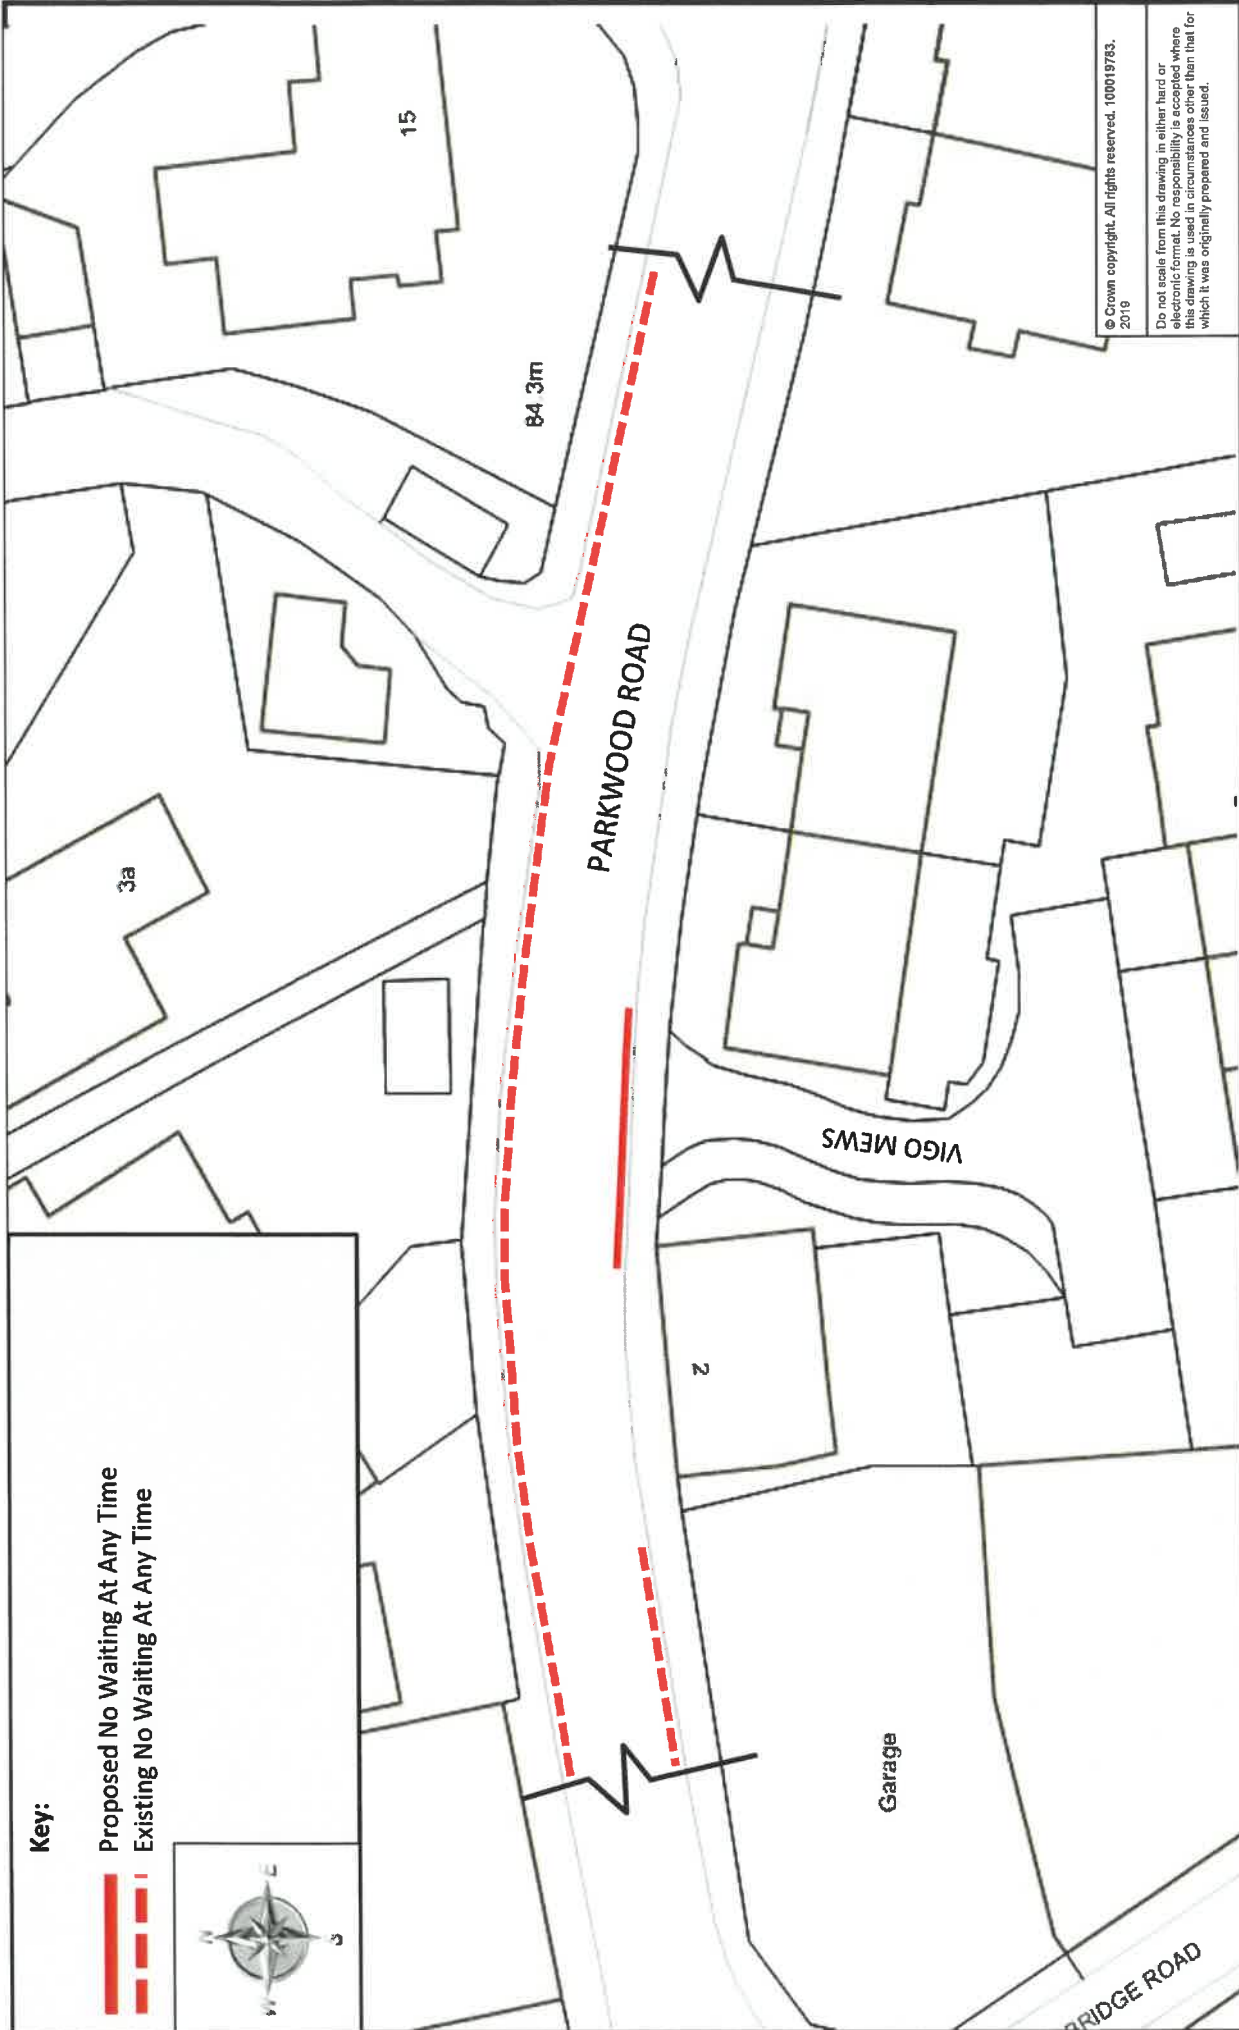 Key:
Proposed No Waiting At Any Time
Existing No Waiting At Any Time
N
E
S
W
3a
15
84.3m
PARKWOOD ROAD
VIGO MEWS
2
Garage
BRIDGE ROAD
© Crown copyright. All rights reserved. 100019783.
2019
Do not scale from this drawing in either hard or
electronic format. No responsibility is accepted where
this drawing is used in circumstances other than that for
which it was originally prepared and issued.